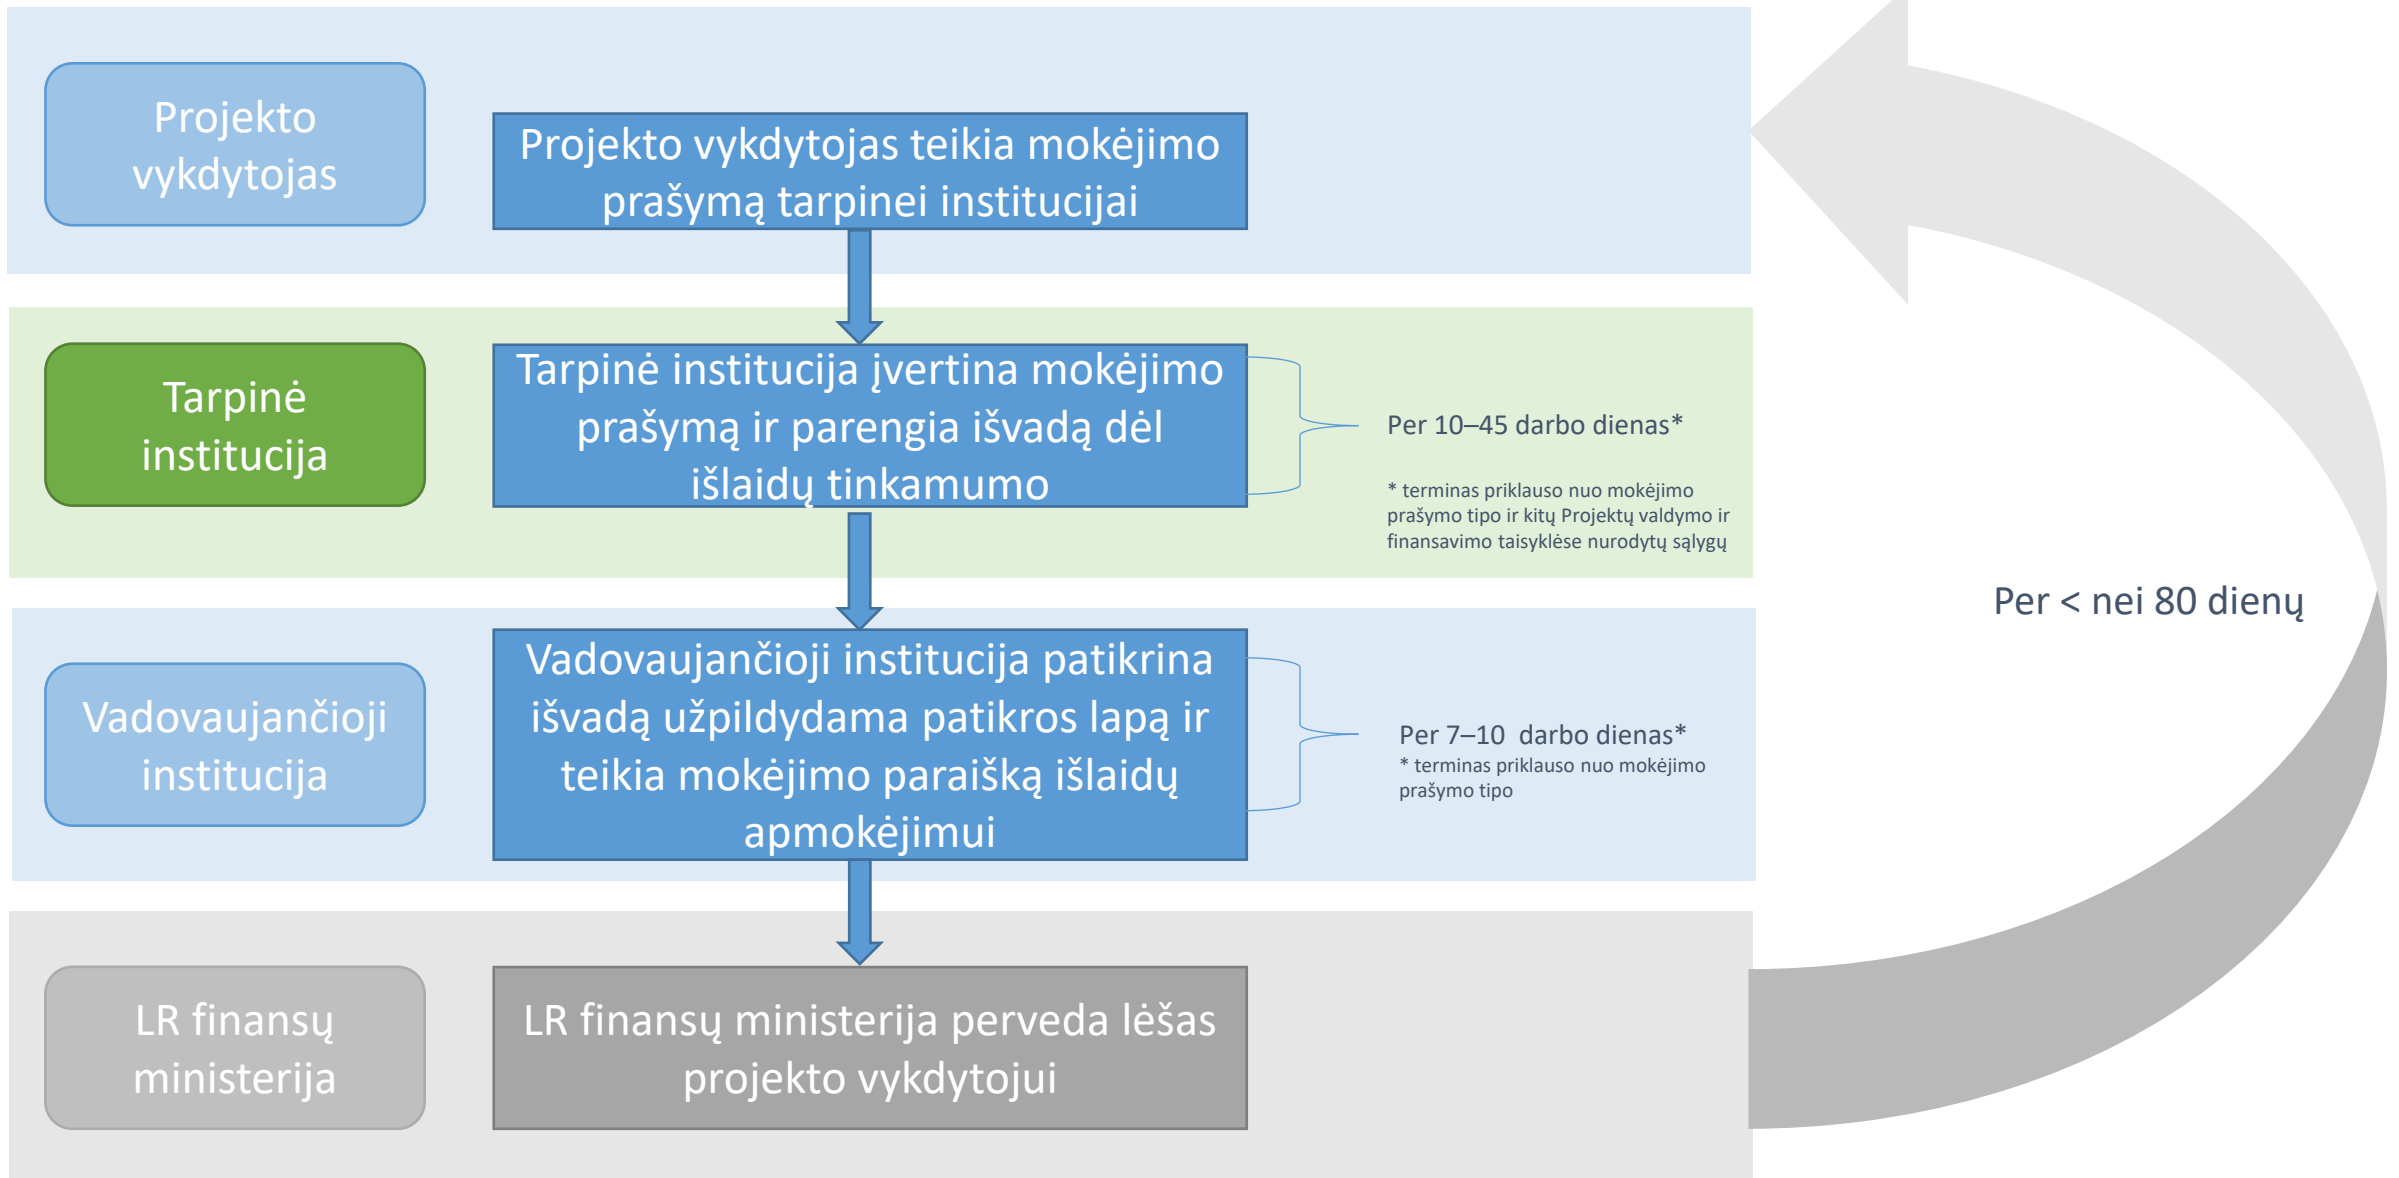 Projekto
vykdytojas
Projekto vykdytojas teikia mokėjimo
prašymą tarpinei institucijai
Tarpinė
institucija
Tarpinė institucija įvertina mokėjimo
prašymą ir parengia išvadą dėl
išlaidų tinkamumo
Per 10–45 darbo dienas*
* terminas priklauso nuo mokėjimo
prašymo tipo ir kitų Projektų valdymo ir
finansavimo taisyklėse nurodytų sąlygų
Per < nei 80 dienų
Vadovaujančioji
institucija
Vadovaujančioji institucija patikrina
išvadą užpildydama patikros lapą ir
teikia mokėjimo paraišką išlaidų
apmokėjimui
Per 7–10  darbo dienas*
* terminas priklauso nuo mokėjimo
prašymo tipo
LR finansų
ministerija
LR finansų ministerija perveda lėšas
projekto vykdytojui